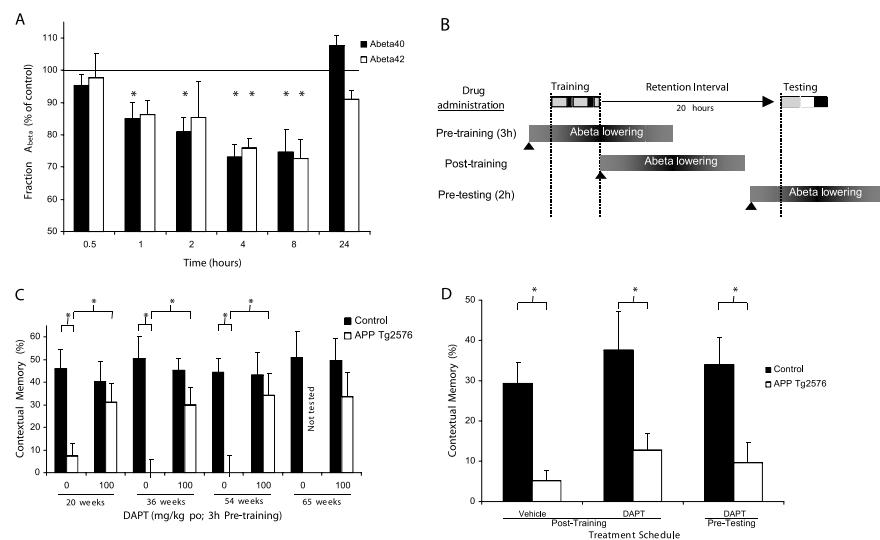 A
Fraction Abeta (% of control)
110
100
90
80
70
60
50
Abeta40
Abeta42
* * * * * *
0.5 1 2 4 8 24
Time (hours)
B
Drug
administration
Training
Retention Interval
20 hours
Testing
Pre-training (3h)
Abeta lowering
Post-training
Abeta lowering
Pre-testing (2h)
Abeta lowering
C
Contextual Memory (%)
60
50
40
30
20
10
0
* * * * * *
Control
APP Tg2576
Not tested
0 100 0 100 0 100 0 100
20 weeks 36 weeks 54 weeks 65 weeks
DAPT (mg/kg po; 3h Pre-training)
D
Contextual Memory (%)
50
40
30
20
10
0
* * *
Control
APP Tg2576
Vehicle DAPT DAPT
Post-Training Pre-Testing
Treatment Schedule